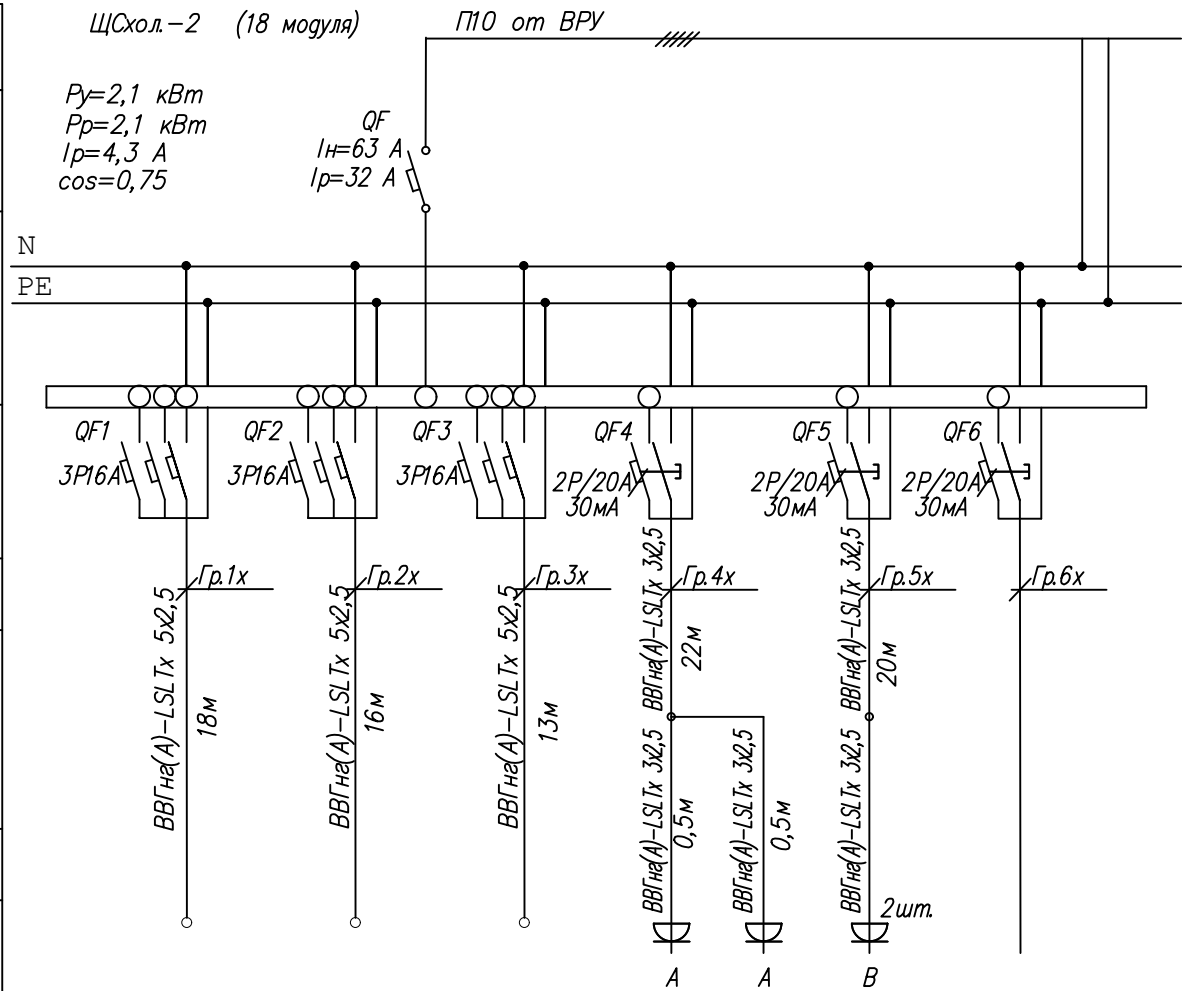 ЩСхол.-2 (18 модуля)
П10 от ВРУ
Ру=2,1 кВт
Рр=2,1 кВт
Iр=4,3 А
cos=0,75
QF
Iн=63 А
Iр=32 А
N
PE
QF1
3Р16А
QF2
3Р16А
QF3
3Р16А
QF4
2Р/20А
30мА
QF5
2Р/20А
30мА
QF6
2Р/20А
30мА
Гр.1х
Гр.2х
Гр.3х
Гр.4х
Гр.5х
Гр.6х
ВВГнг(А)-LSLTx 5х2,5
18м
ВВГнг(А)-LSLTx 5х2,5
16м
ВВГнг(А)-LSLTx 5х2,5
13м
ВВГнг(А)-LSLTx 3х2,5
22м
ВВГнг(А)-LSLTx 3х2,5
20м
ВВГнг(А)-LSLTx 3х2,5
0,5м
ВВГнг(А)-LSLTx 3х2,5
0,5м
ВВГнг(А)-LSLTx 3х2,5
2шт.
А
А
В